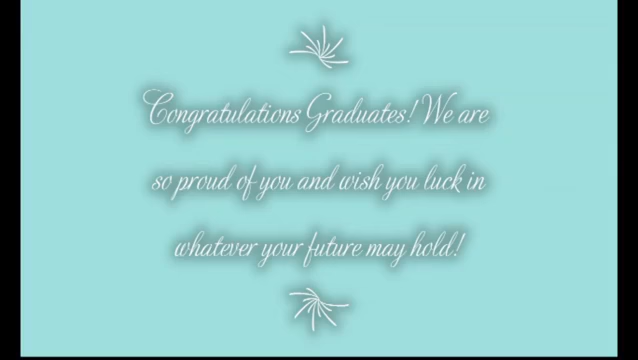 Congratulations Graduates! We are
so proud of you and wish you luck in
whatever your future may hold!